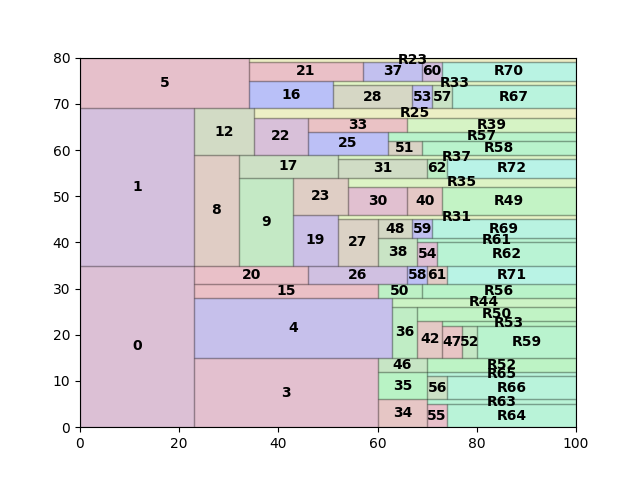 80
R23
21 37 60 R70
5
R33
70
16 28 53 57 R67
R25
12 22 33 R39
R57
60
25 51 R58
R37
17 31 62 R72
R35
50
1 8 9 23 30 40 R49
R31
40
19 27 48 59 R69
R61
38 54 R62
20 26 58 61 R71
30
15 50 R56
R44
R50
R53
20
4 36 42 47 52 R59
46 R52
R65
10
0 3 35 56 R66
R63
34 55 R64
0
0 20 40 60 80 100